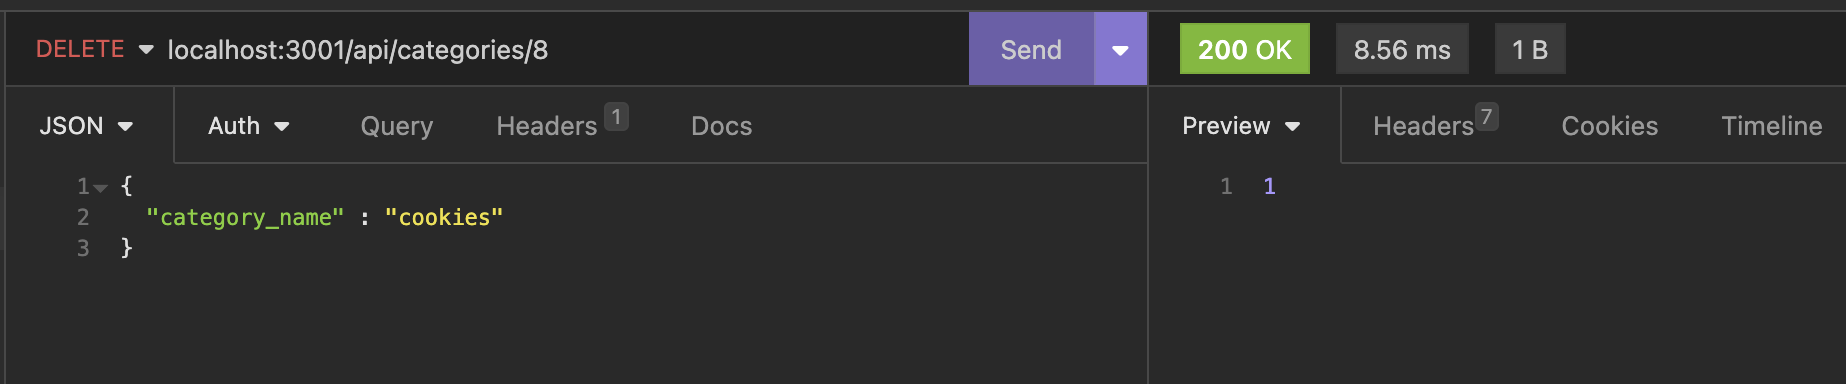 DELETE localhost:3001/api/categories/8 Send 200 OK 8.56 ms 1 B
JSON Auth Query Headers 1 Docs Preview Headers 7 Cookies Timeline
1 { 1 1
2 "category_name" : "cookies"
3 }